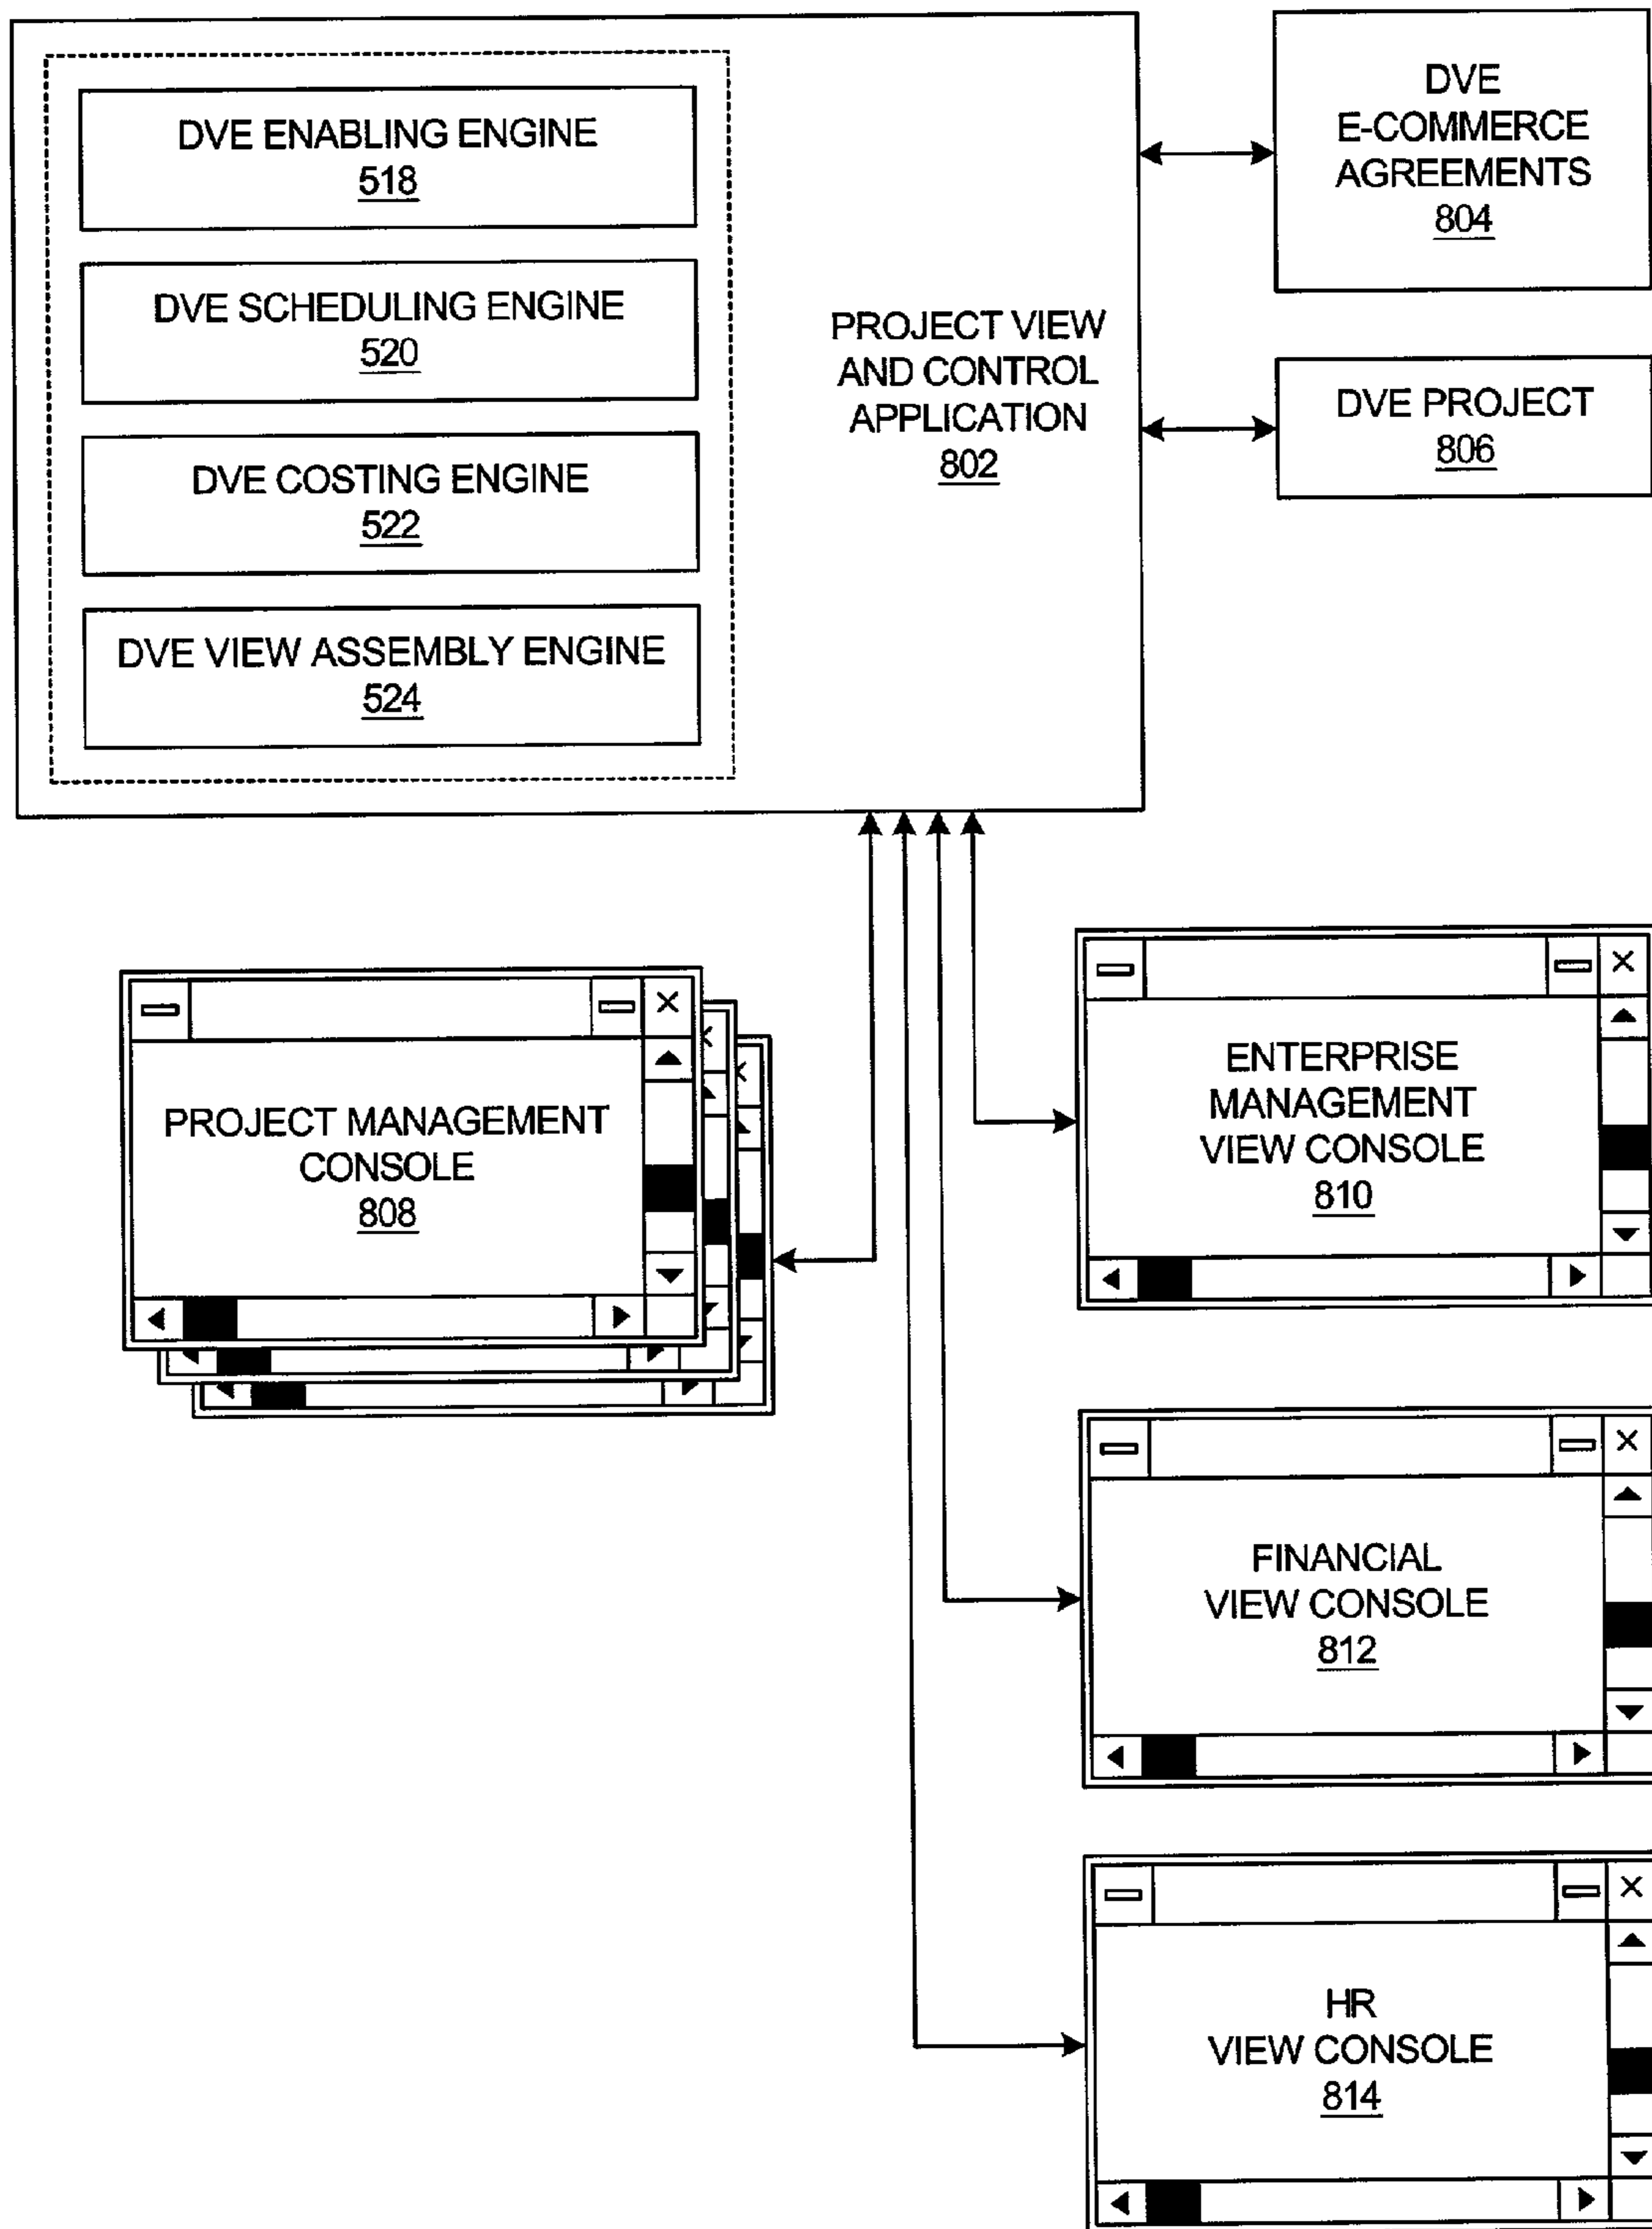 DVE ENABLING ENGINE
518
DVE SCHEDULING ENGINE
520
DVE COSTING ENGINE
522
DVE VIEW ASSEMBLY ENGINE
524
PROJECT VIEW
AND CONTROL
APPLICATION
802
DVE
E-COMMERCE
AGREEMENTS
804
DVE PROJECT
806
PROJECT MANAGEMENT
CONSOLE
808
ENTERPRISE
MANAGEMENT
VIEW CONSOLE
810
FINANCIAL
VIEW CONSOLE
812
HR
VIEW CONSOLE
814